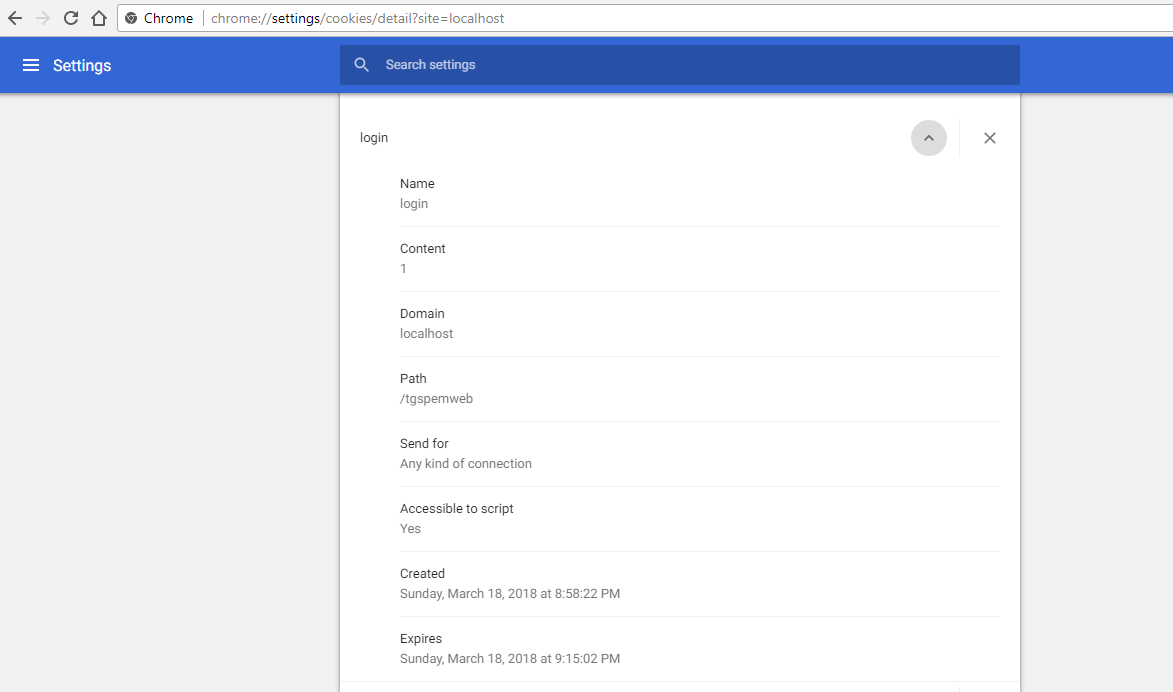 Chrome chrome://settings/cookies/detail?site=localhost
Settings
Search settings
login
Name
login
Content
1
Domain
localhost
Path
/tgspemweb
Send for
Any kind of connection
Accessible to script
Yes
Created
Sunday, March 18, 2018 at 8:58:22 PM
Expires
Sunday, March 18, 2018 at 9:15:02 PM